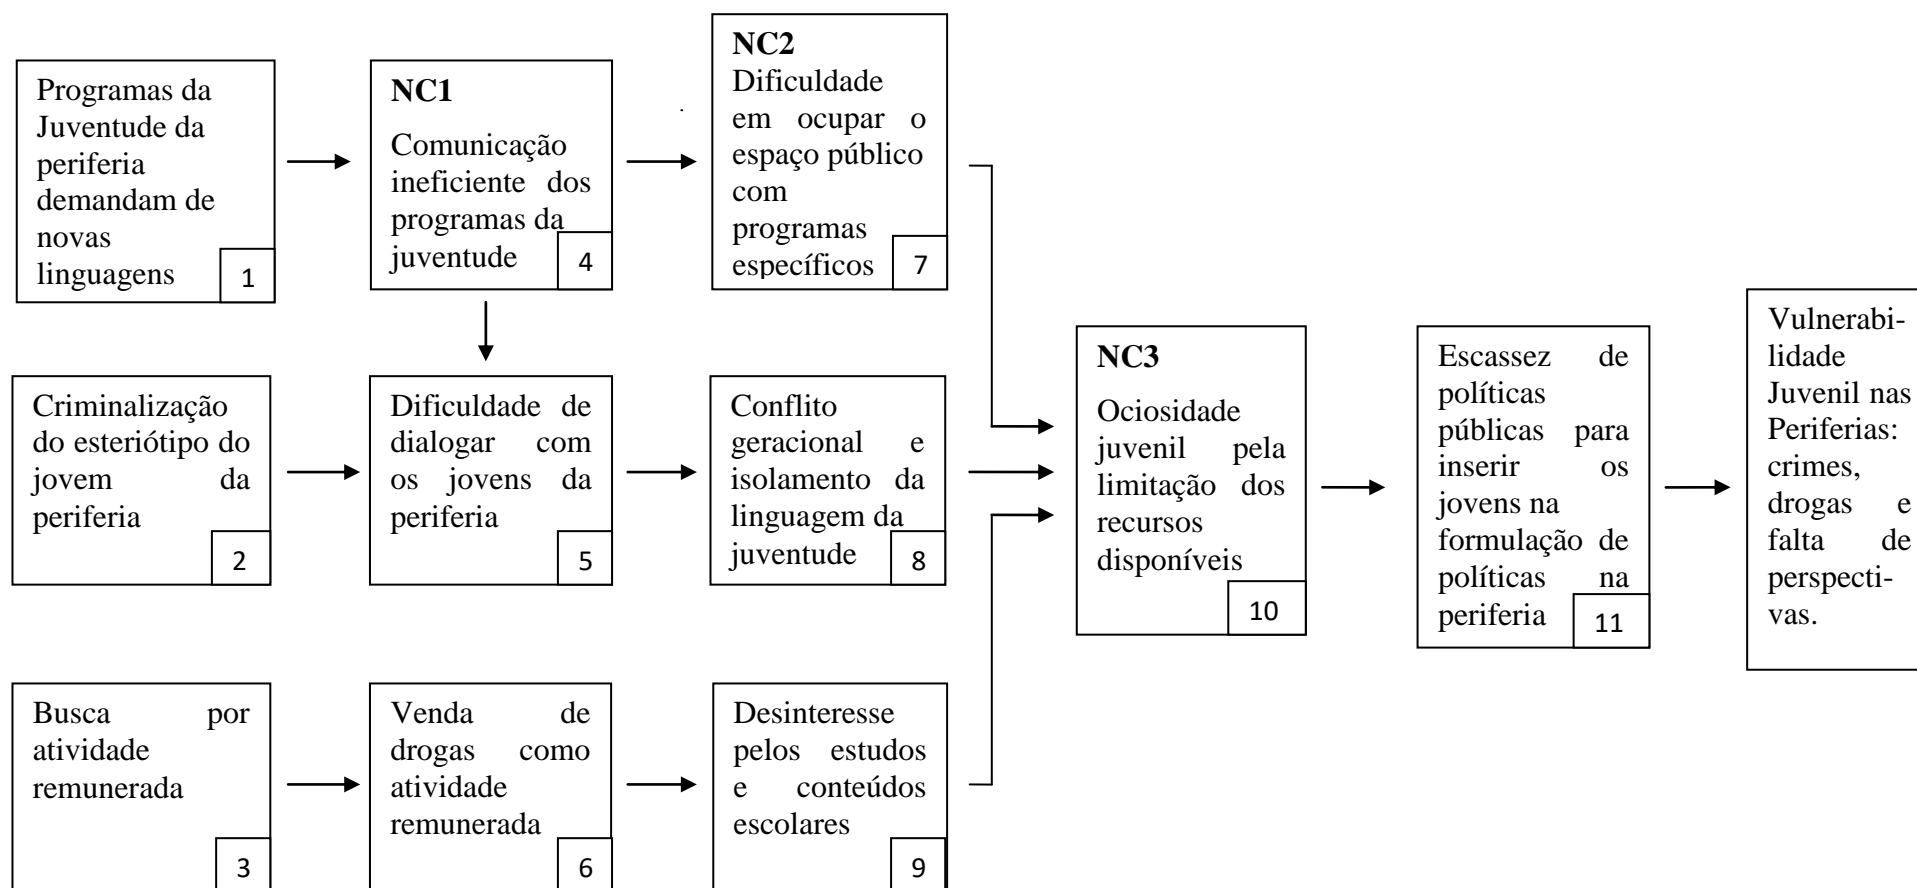 Programas da
Juventude da
periferia
demandam de
novas
linguagens
1
NC1
Comunicação
ineficiente dos
programas da
juventude
4
NC2
Dificuldade
em ocupar o
espaço público
com
programas
específicos
7
Criminalização
do esteriótipo do
jovem da
periferia
2
Dificuldade de
dialogar com
os jovens da
periferia
5
Conflito
geracional e
isolamento da
linguagem da
juventude
8
Busca por
atividade
remunerada
3
Venda de
drogas como
atividade
remunerada
6
Desinteresse
pelos estudos
e conteúdos
escolares
9
NC3
Ociosidade
juvenil pela
limitação dos
recursos
disponíveis
10
Escassez de
políticas
públicas para
inserir os
jovens na
formulação de
políticas na
periferia
11
Vulnerabi-
lidade
Juvenil nas
Periferias:
crimes,
drogas e
falta de
perspecti-
vas.